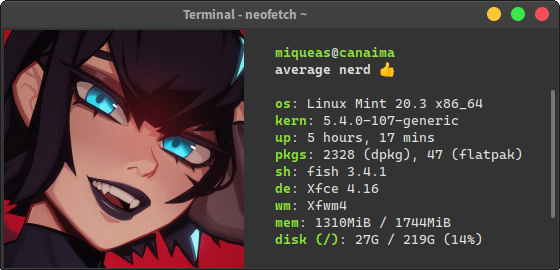 Terminal - neofetch ~
miqueas@canaima
average nerd 👍
os: Linux Mint 20.3 x86_64
kern: 5.4.0-107-generic
up: 5 hours, 17 mins
pkgs: 2328 (dpkg), 47 (flatpak)
sh: fish 3.4.1
de: Xfce 4.16
wm: Xfwm4
mem: 1310MiB / 1744MiB
disk (/): 27G / 219G (14%)